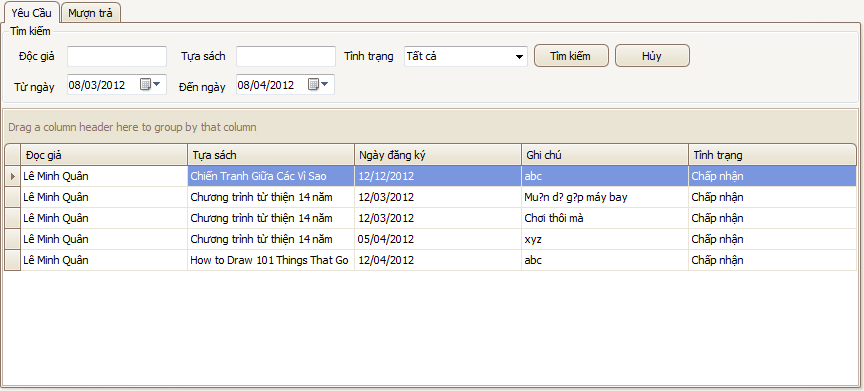 Yêu Cầu Mượn trả
Tìm kiếm
Độc giả Tựa sách Tình trạng Tất cả Tìm kiếm Hủy
Từ ngày 08/03/2012 Đến ngày 08/04/2012
Drag a column header here to group by that column
Đọc giả Tựa sách Ngày đăng ký Ghi chú Tình trạng
Lê Minh Quân Chiến Tranh Giữa Các Vì Sao 12/12/2012 abc Chấp nhận
Lê Minh Quân Chương trình từ thiện 14 năm 12/03/2012 Mu?n d? g?p máy bay Chấp nhận
Lê Minh Quân Chương trình từ thiện 14 năm 12/03/2012 Chơi thôi mà Chấp nhận
Lê Minh Quân Chương trình từ thiện 14 năm 05/04/2012 xyz Chấp nhận
Lê Minh Quân How to Draw 101 Things That Go 12/04/2012 abc Chấp nhận